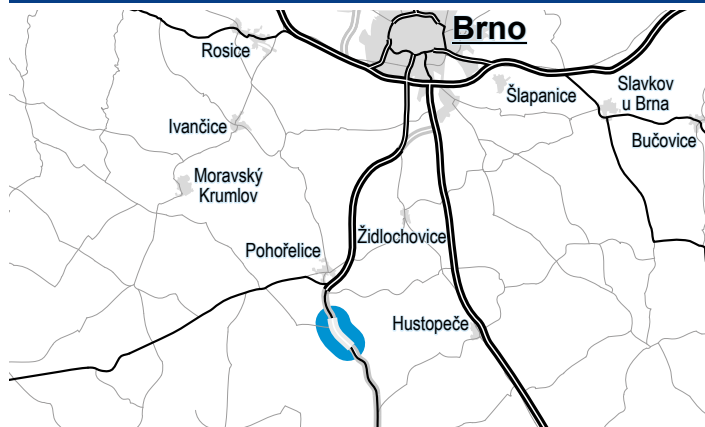 Brno
Rosice
Šlapanice
Slavkov
u Brna
Ivančice
Bučovice
Moravský
Krumlov
Židlochovice
Pohořelice
Hustopeče